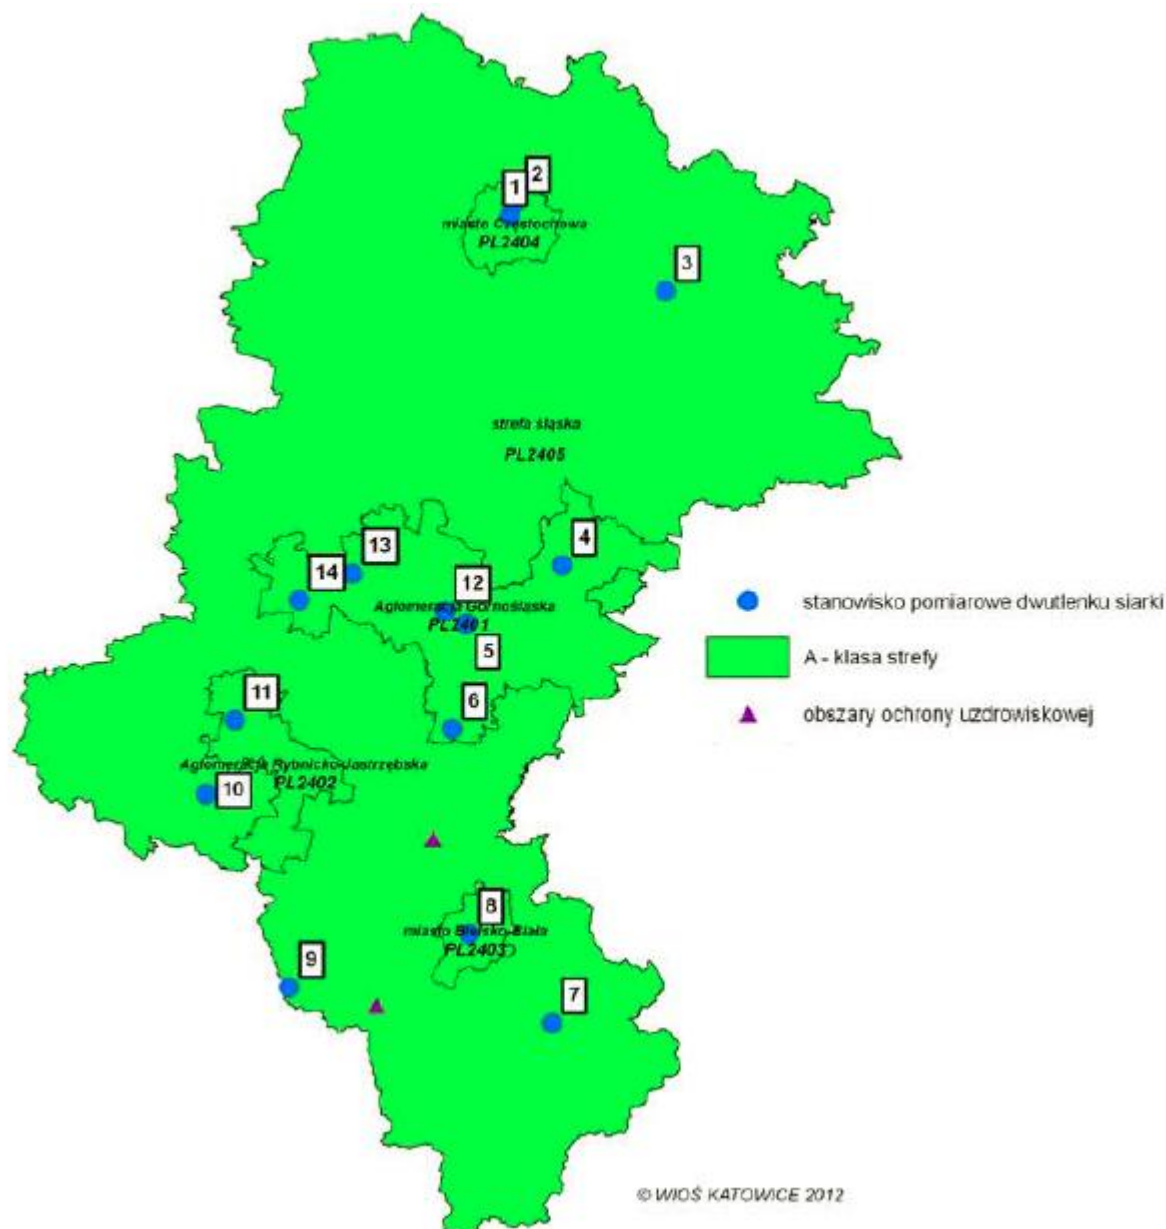 2
1
miasto Częstochowa
PL2404
3
strefa śląska
PL2405
4
13
14
12
Aglomeracja Górnośląska
PL2401
5
stanowisko pomiarowe dwutlenku siarki
A - klasa strefy
obszary ochrony uzdrowiskowej
11
6
Aglomeracja Rybnicko-Jastrzębska
PL2402
10
8
miasto Bielsko-Biała
PL2403
9
7
© WIOŚ KATOWICE 2012